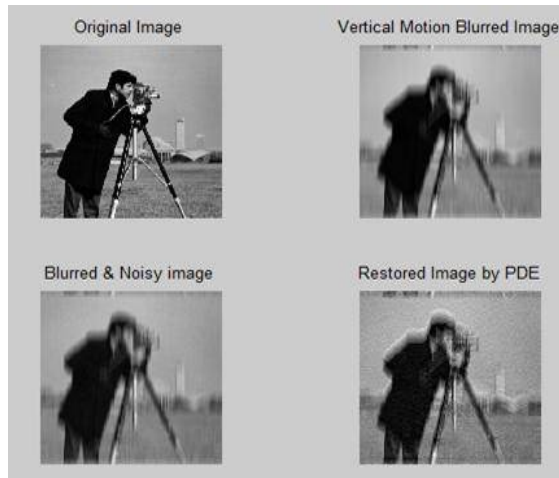 Original Image
Vertical Motion Blurred Image
Blurred & Noisy image
Restored Image by PDE